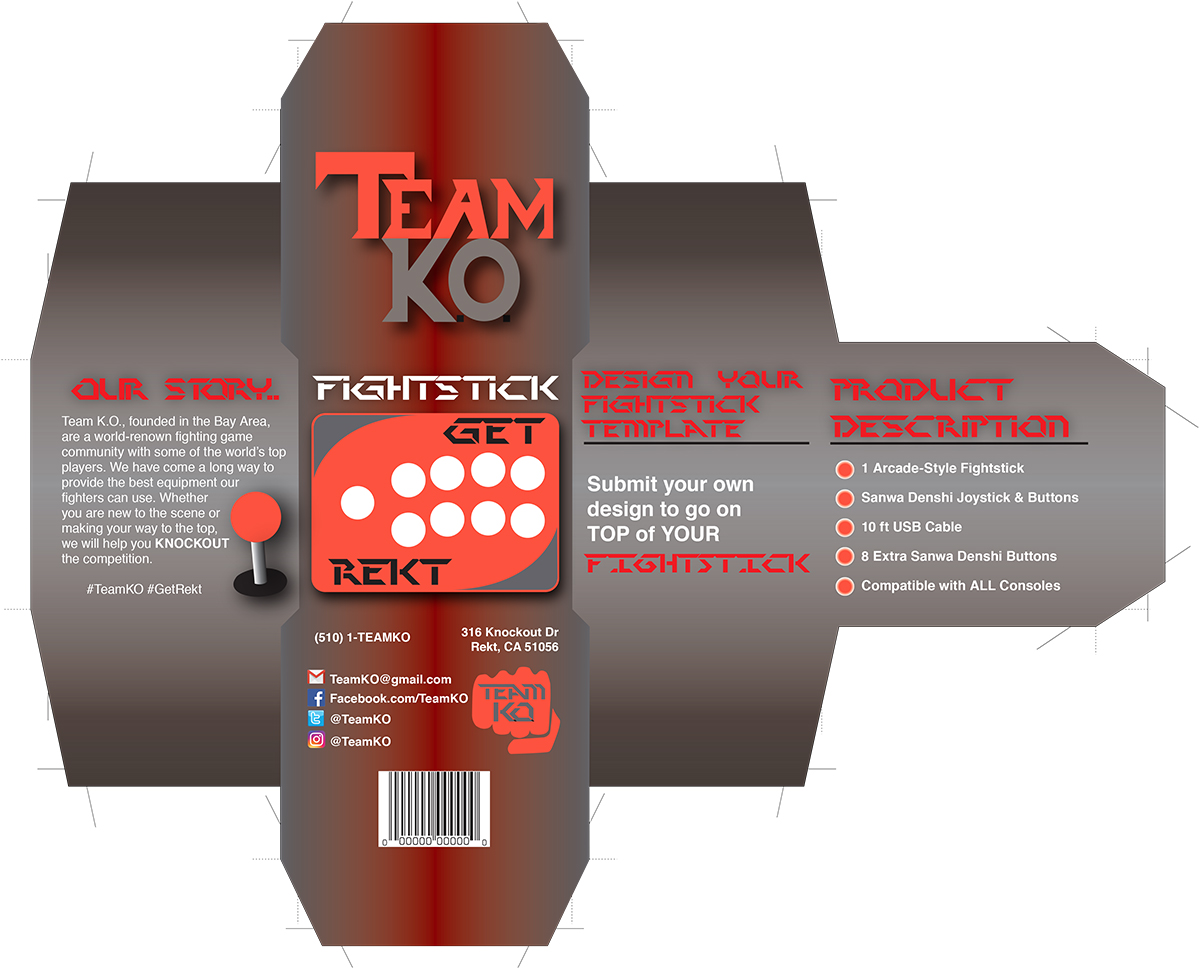 TEAM
K.O.
OUR STORY..
Team K.O., founded in the Bay Area,
are a world-renown fighting game
community with some of the world's top
players. We have come a long way to
provide the best equipment our
fighters can use. Whether
you are new to the scene or
making your way to the top,
we will help you KNOCKOUT
the competition.
#TeamKO #GetRekt
FIGHTSTICK
GET
REKT
(510) 1-TEAMKO
316 Knockout Dr
Rekt, CA 51056
TeamKO@gmail.com
Facebook.com/TeamKO
@TeamKO
@TeamKO
TEAM
K.O.
0 00000 00000 0
DESIGN YOUR
FIGHTSTICK
TEMPLATE
Submit your own
design to go on
TOP of YOUR
FIGHTSTICK
PRODUCT
DESCRIPTION
1 Arcade-Style Fightstick
Sanwa Denshi Joystick & Buttons
10 ft USB Cable
8 Extra Sanwa Denshi Buttons
Compatible with ALL Consoles